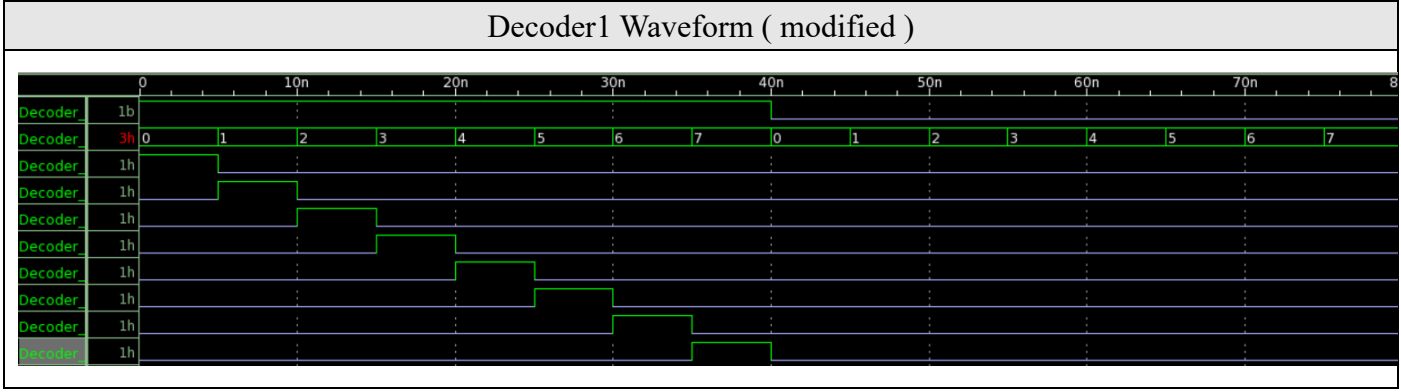 Decoder1 Waveform ( modified )
0 10n 20n 30n 40n 50n 60n 70n 8
Decoder_ 1b
Decoder_ 3h 0 1 2 3 4 5 6 7 0 1 2 3 4 5 6 7
Decoder_ 1h
Decoder_ 1h
Decoder_ 1h
Decoder_ 1h
Decoder_ 1h
Decoder_ 1h
Decoder_ 1h
Decoder_ 1h